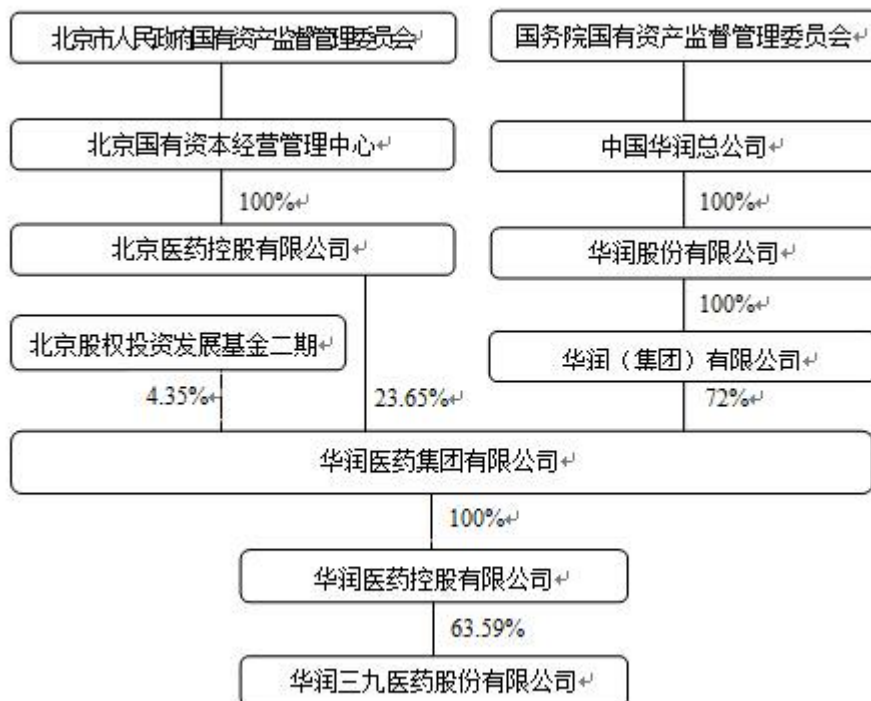 北京市人民政府国有资产监督管理委员会↵
国务院国有资产监督管理委员会↵
北京国有资本经营管理中心↵
中国华润总公司↵
100%↵
100%↵
北京医药控股有限公司↵
华润股份有限公司↵
100%↵
北京股权投资发展基金二期↵
华润（集团）有限公司↵
4.35%↵
23.65%↵
72%↵
华润医药集团有限公司↵
100%↵
华润医药控股有限公司↵
63.59%
华润三九医药股份有限公司↵